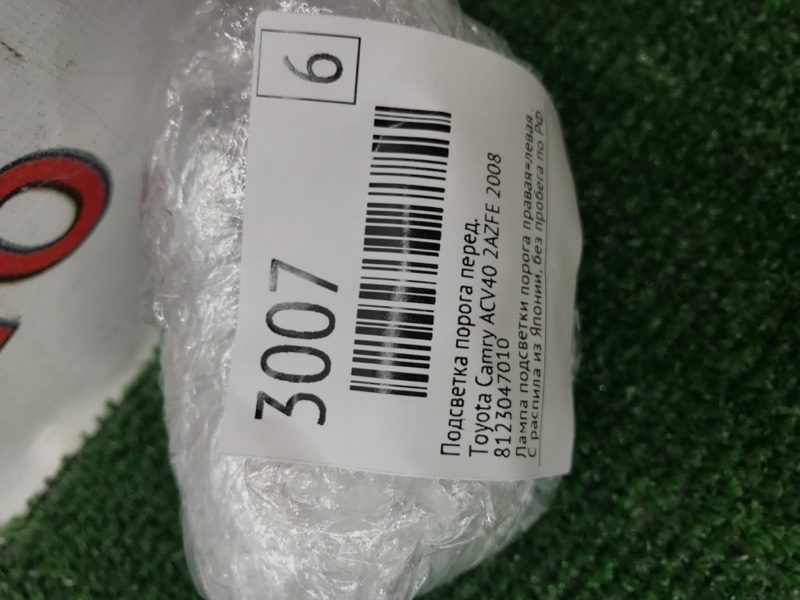 6
3007
Подсветка порога перед.
Toyota Camry ACV40 2AZFE 2008
8123047010
Лампа подсветки порога правая=левая.
С распила из Японии, без пробега по РФ.